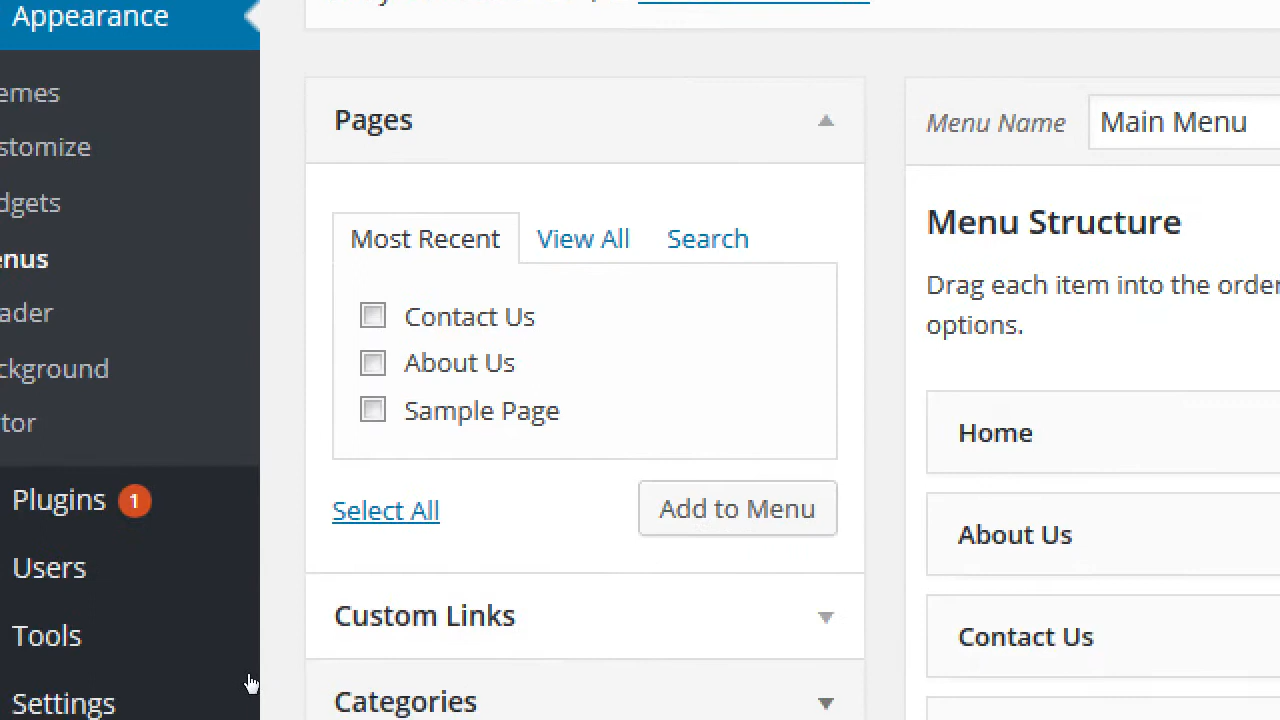 Appearance
emes
stomize
dgets
enus
ader
ckground
tor
Plugins 1
Users
Tools
Settings
Pages
Most Recent View All Search
Contact Us
About Us
Sample Page
Select All Add to Menu
Custom Links
Categories
Menu Name Main Menu
Menu Structure
Drag each item into the order
options.
Home
About Us
Contact Us